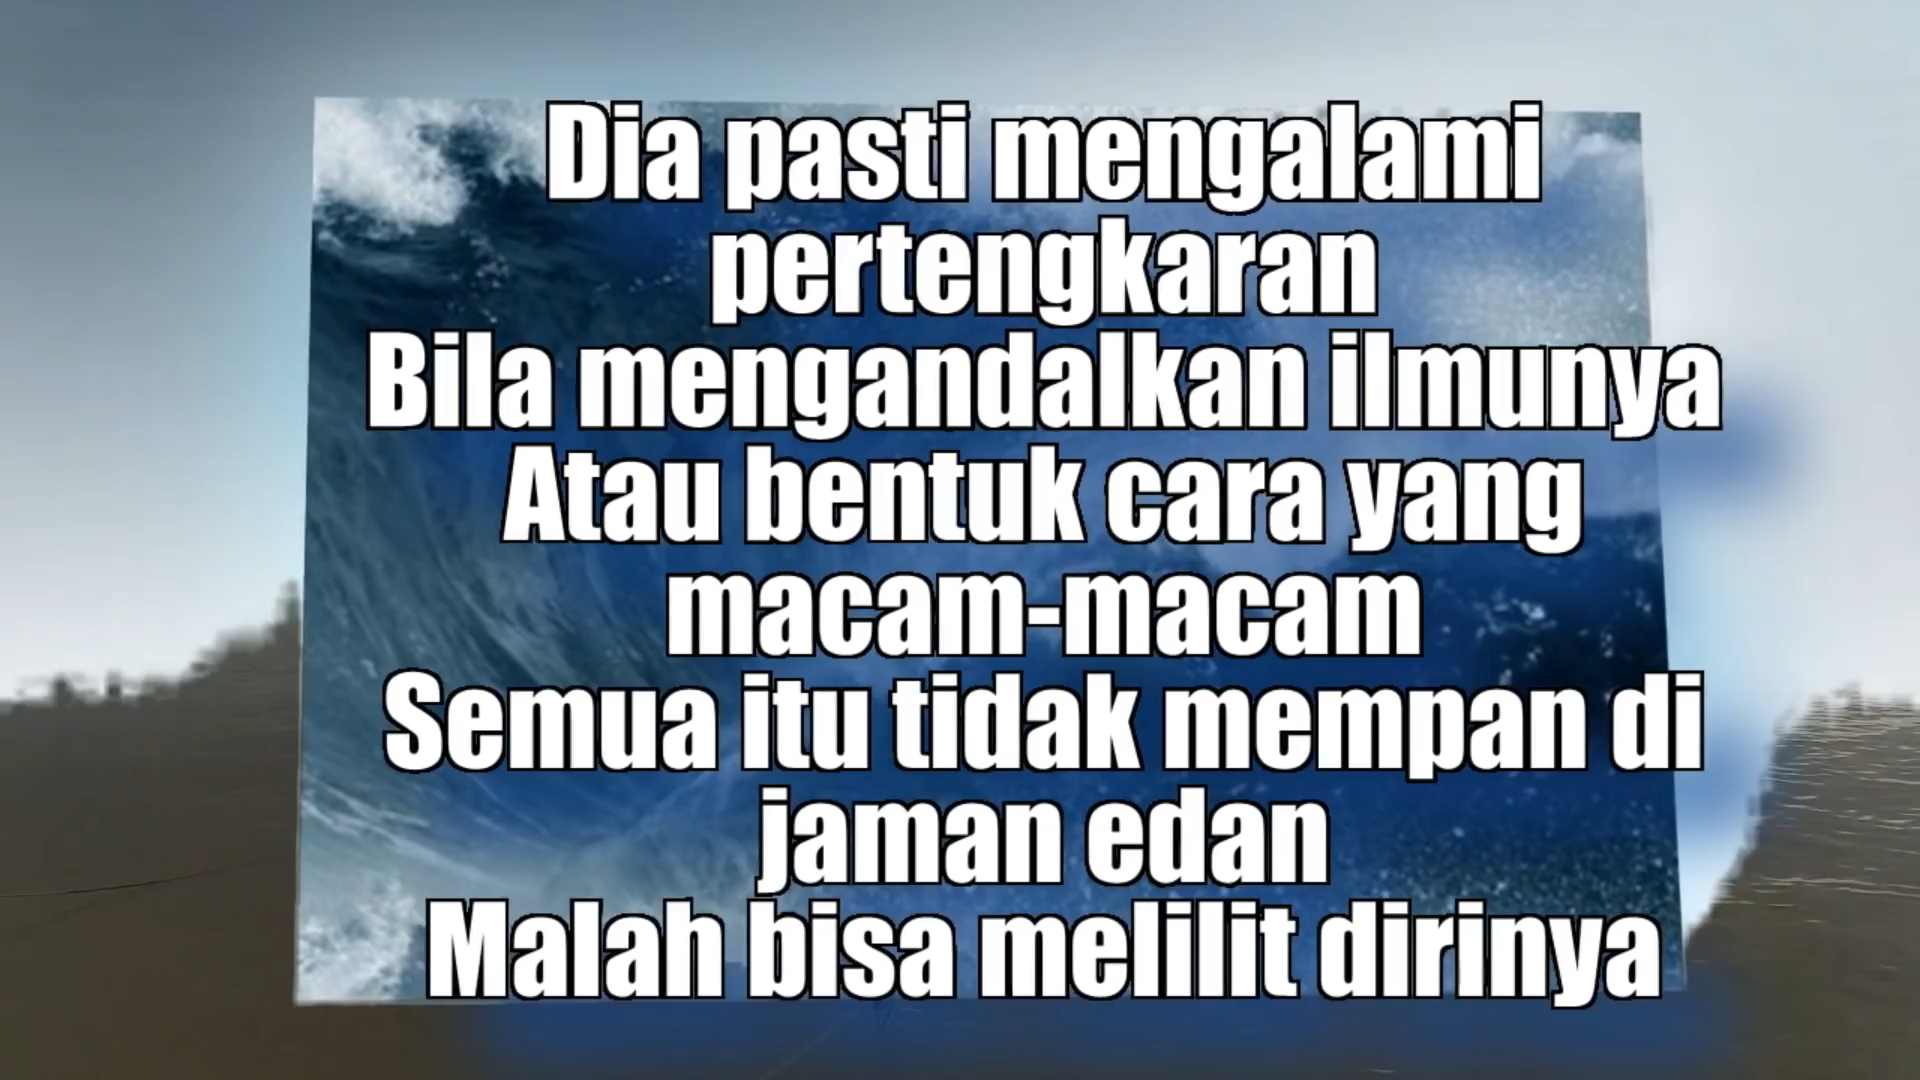 Dia pasti mengalami
pertengkaran
Bila mengandalkan ilmunya
Atau bentuk cara yang
macam-macam
Semua itu tidak mempan di
jaman edan
Malah bisa melilit dirinya